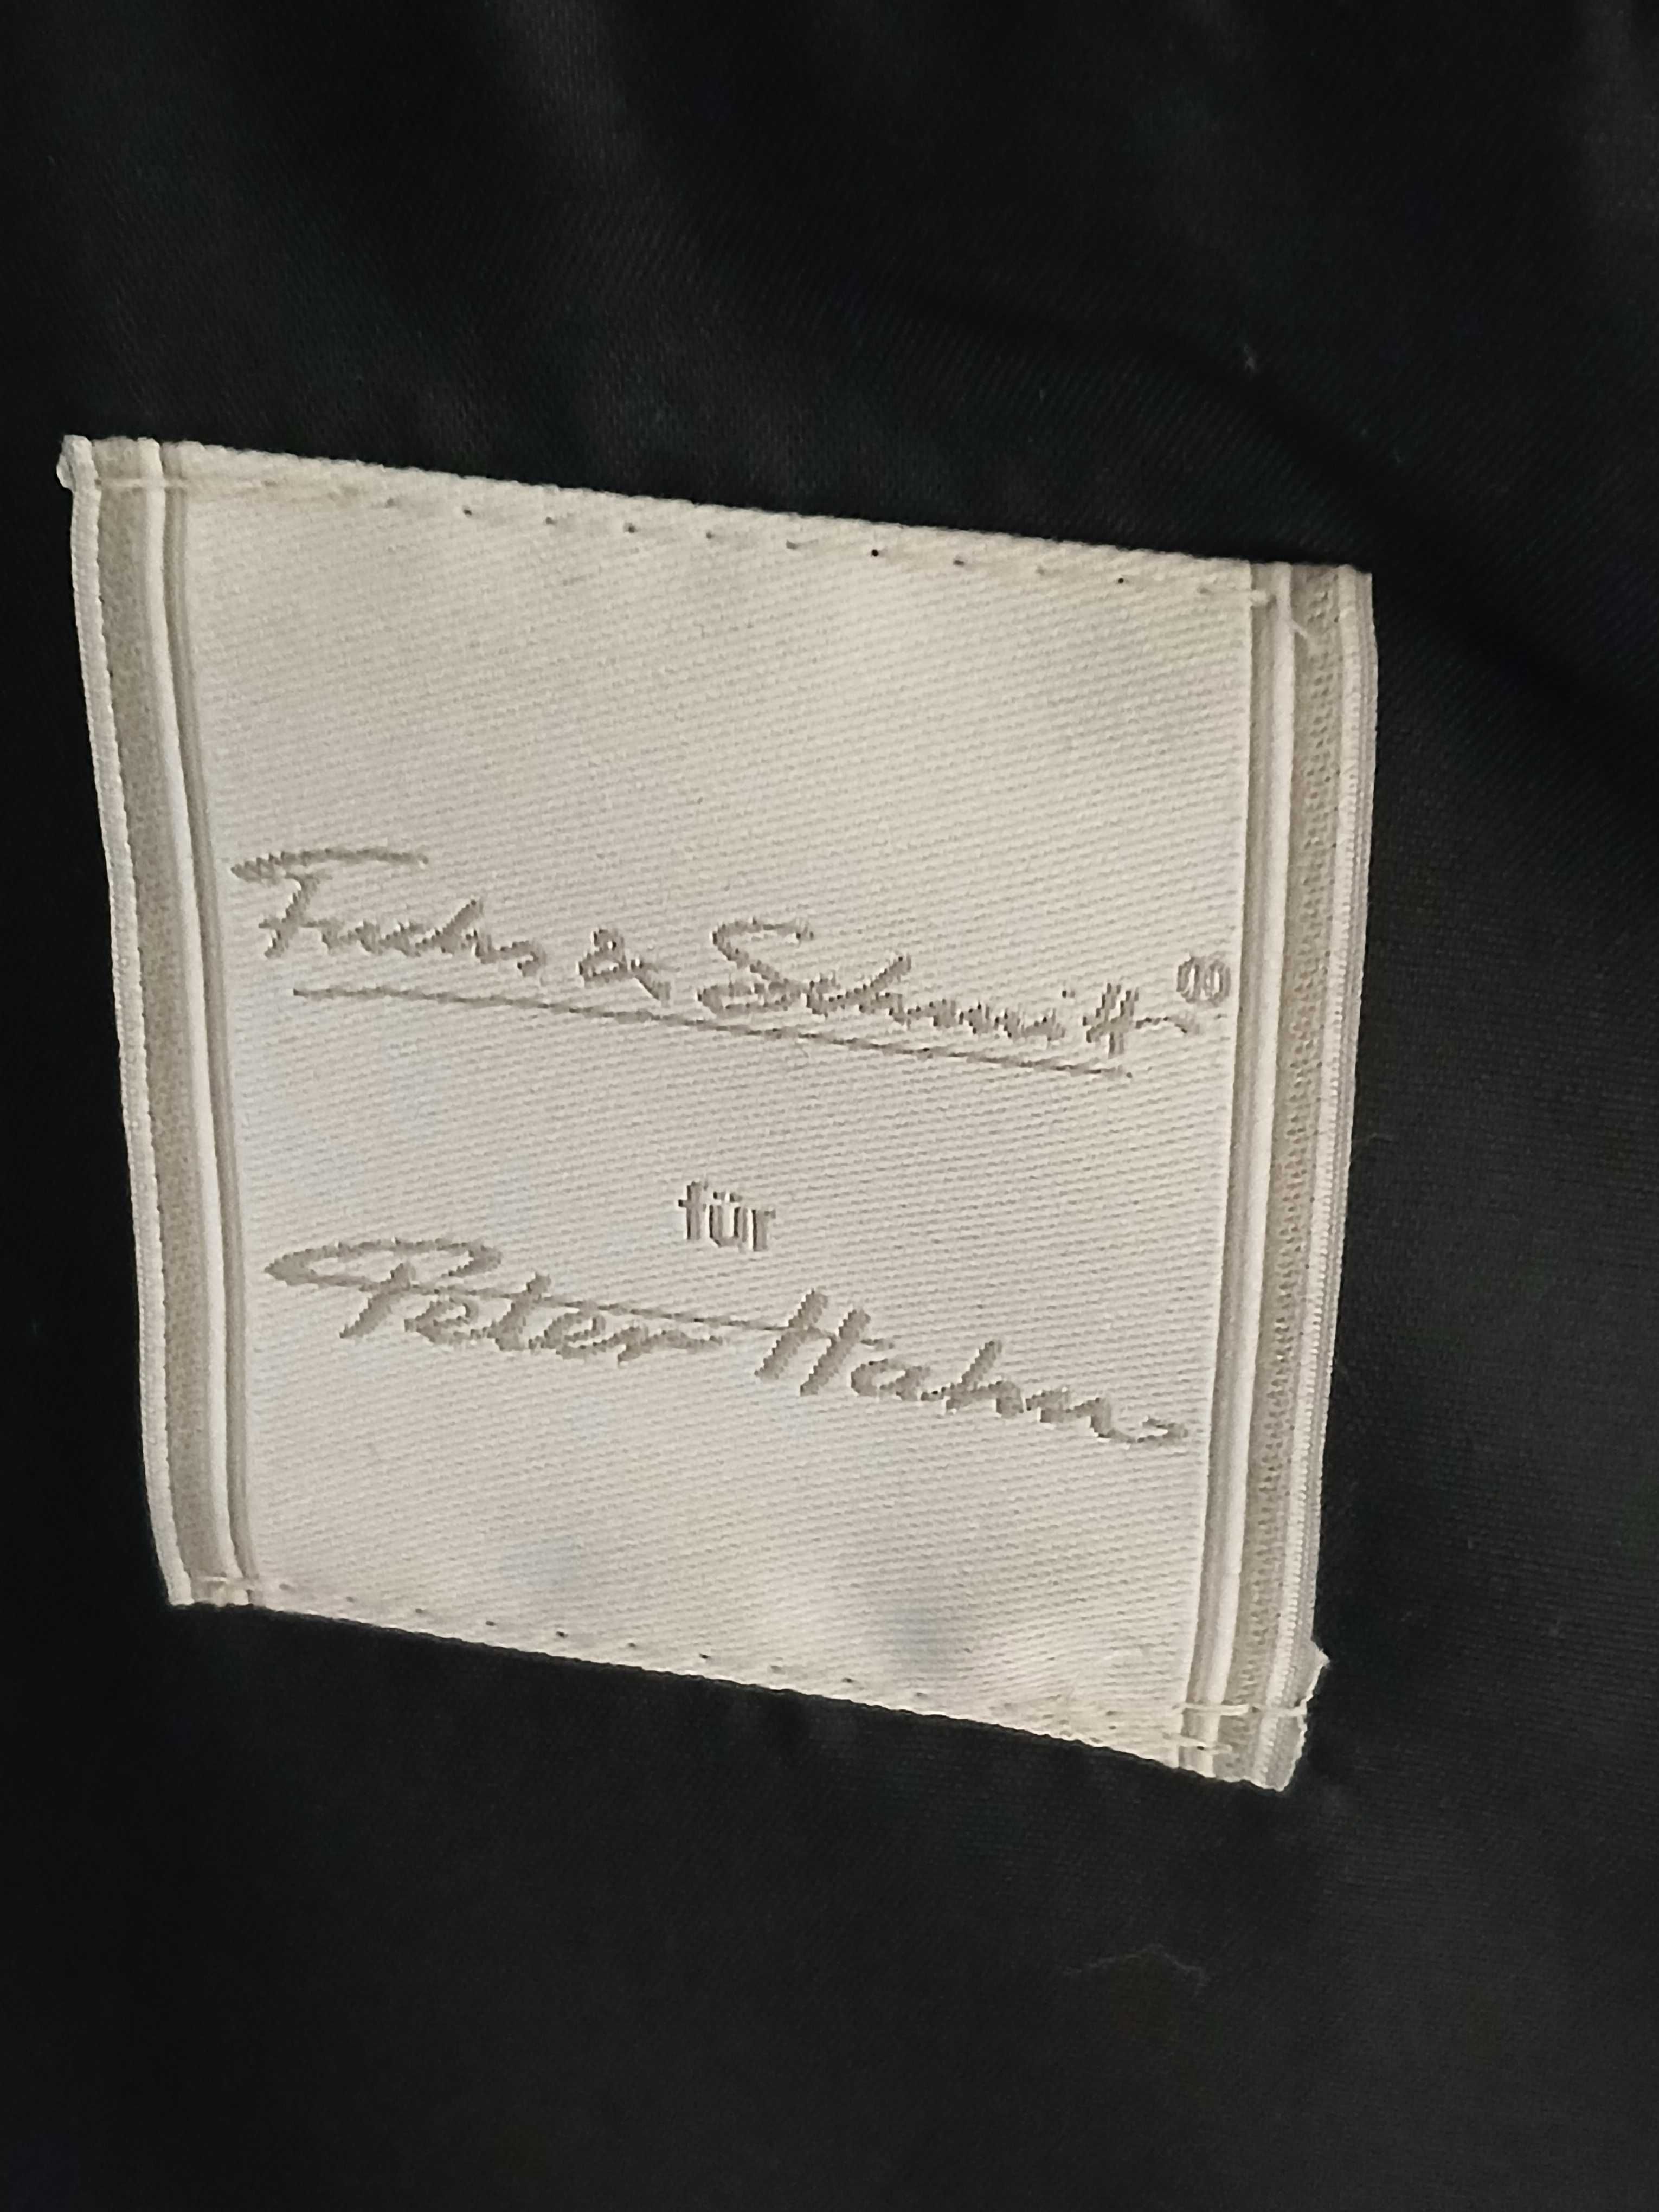 Fuchs & Schmitt®
für
Peter Hahn